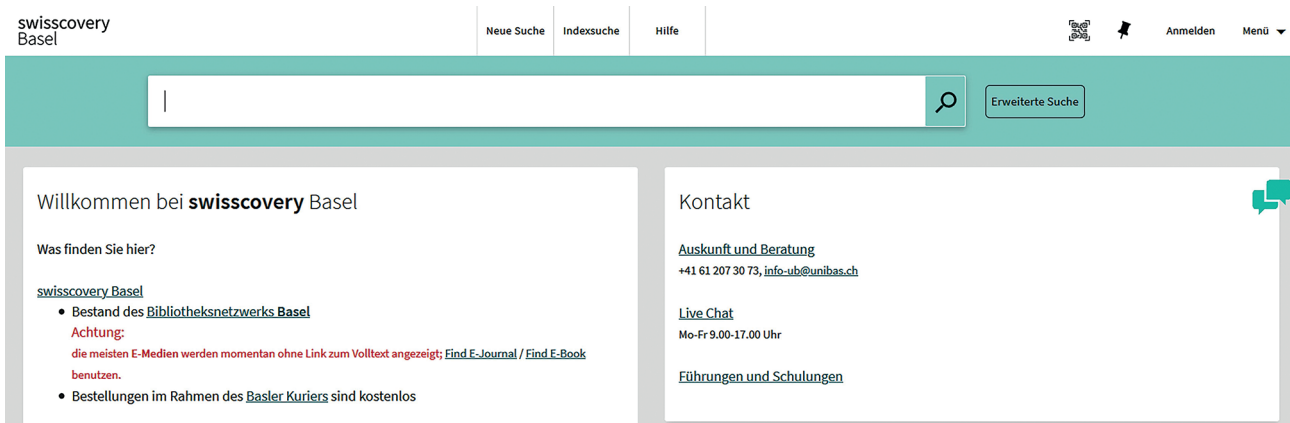 swisscovery
Basel
Neue Suche
Indexsuche
Hilfe
Anmelden
Menü
Erweiterte Suche
Willkommen bei swisscovery Basel
Was finden Sie hier?
swisscovery Basel
Bestand des Bibliotheksnetzwerks Basel
Achtung:
die meisten E-Medien werden momentan ohne Link zum Volltext angezeigt; Find E-Journal / Find E-Book
benutzen.
Bestellungen im Rahmen des Basler Kuriers sind kostenlos
Kontakt
Auskunft und Beratung
+41 61 207 30 73, info-ub@unibas.ch
Live Chat
Mo-Fr 9.00-17.00 Uhr
Führungen und Schulungen